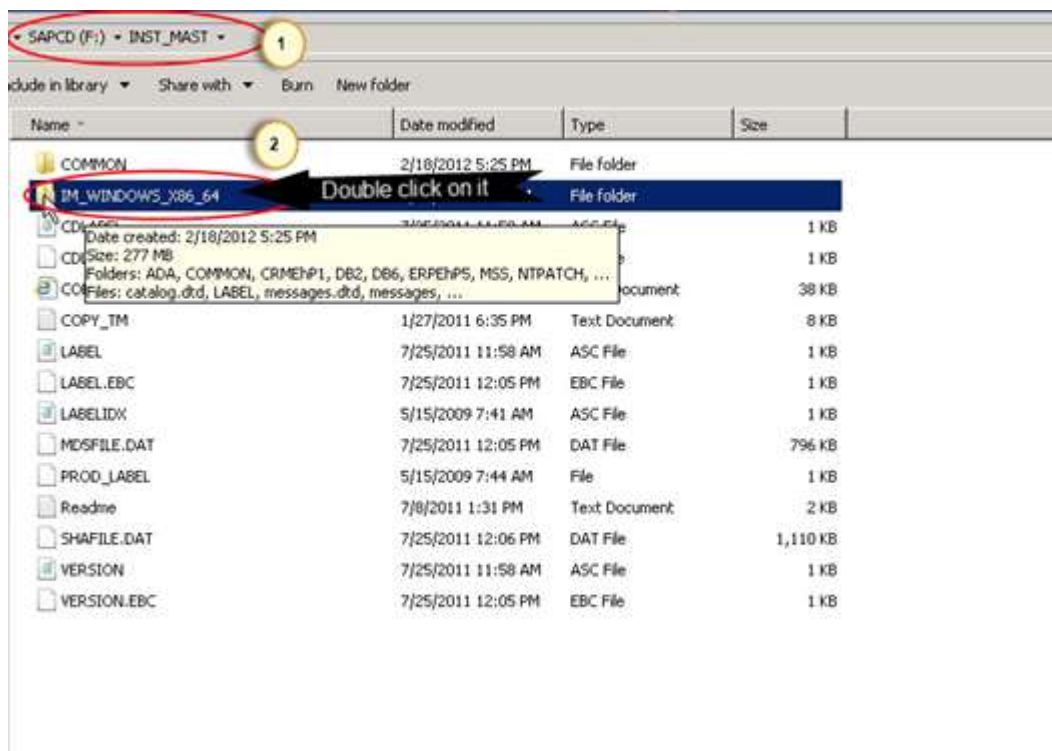 SAPCD (F:) INST_MAST
1
clude in library Share with Burn New folder
Name Date modified Type Size
2
COMMON 2/18/2012 5:25 PM File folder
IM_WINDOWS_X86_64 Double click on it File folder
1 KB
Date created: 2/18/2012 5:25 PM
Size: 277 MB
1 KB
Folders: ADA, COMMON, CRMEhP1, DB2, DB6, ERPEhP5, MSS, NTPATCH, ...
Files: catalog.dtd, LABEL, messages.dtd, messages, ...
ocument 38 KB
COPY_TM 1/27/2011 6:35 PM Text Document 8 KB
LABEL 7/25/2011 11:58 AM ASC File 1 KB
LABEL.EBC 7/25/2011 12:05 PM EBC File 1 KB
LABELIDX 5/15/2009 7:41 AM ASC File 1 KB
MDSFILE.DAT 7/25/2011 12:05 PM DAT File 796 KB
PROD_LABEL 5/15/2009 7:44 AM File 1 KB
Readme 7/8/2011 1:31 PM Text Document 2 KB
SHAFILE.DAT 7/25/2011 12:06 PM DAT File 1,110 KB
VERSION 7/25/2011 11:58 AM ASC File 1 KB
VERSION.EBC 7/25/2011 12:05 PM EBC File 1 KB